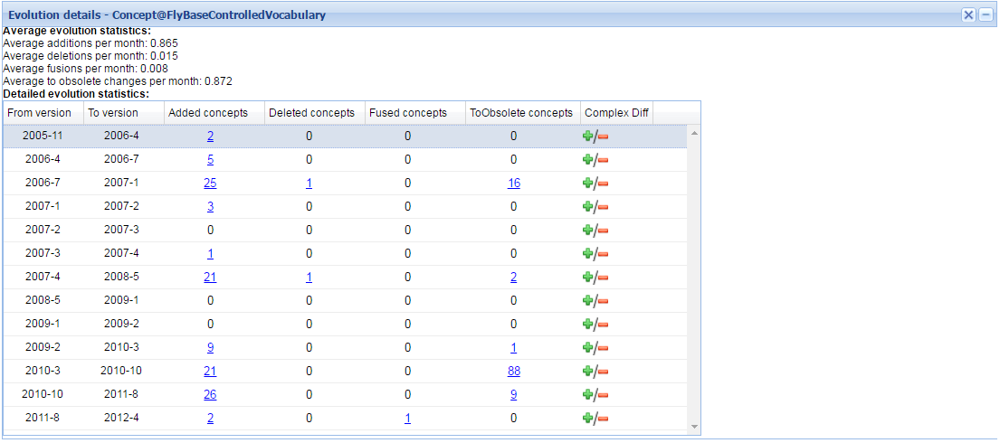 Evolution details - Concept@FlyBaseControlledVocabulary
Average evolution statistics:
Average additions per month: 0.865
Average deletions per month: 0.015
Average fusions per month: 0.008
Average to obsolete changes per month: 0.872
Detailed evolution statistics:
From version To version Added concepts Deleted concepts Fused concepts ToObsolete concepts Complex Diff
2005-11 2006-4 2 0 0 0
2006-4 2006-7 5 0 0 0
2006-7 2007-1 25 1 0 16
2007-1 2007-2 3 0 0 0
2007-2 2007-3 0 0 0 0
2007-3 2007-4 1 0 0 0
2007-4 2008-5 21 1 0 2
2008-5 2009-1 0 0 0 0
2009-1 2009-2 0 0 0 0
2009-2 2010-3 9 0 0 1
2010-3 2010-10 21 0 0 88
2010-10 2011-8 26 0 0 9
2011-8 2012-4 2 0 1 0